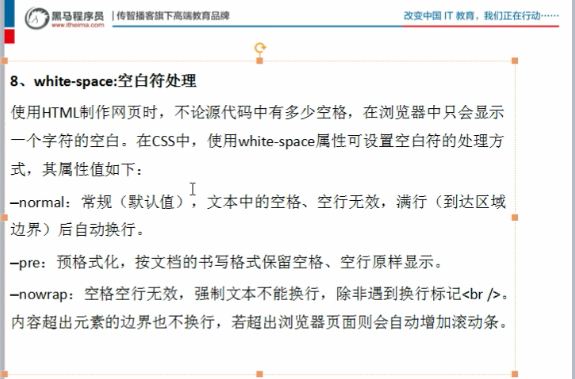 黑马程序员
www.itheima.com
传智播客旗下高端教育品牌
改变中国 IT 教育，我们正在行动……
8、white-space:空白符处理
使用HTML制作网页时，不论源代码中有多少空格，在浏览器中只会显示
一个字符的空白。在CSS中，使用white-space属性可设置空白符的处理方
式，其属性值如下：
–normal：常规（默认值），文本中的空格、空行无效，满行（到达区域
边界）后自动换行。
–pre：预格式化，按文档的书写格式保留空格、空行原样显示。
–nowrap：空格空行无效，强制文本不能换行，除非遇到换行标记<br />。
内容超出元素的边界也不换行，若超出浏览器页面则会自动增加滚动条。